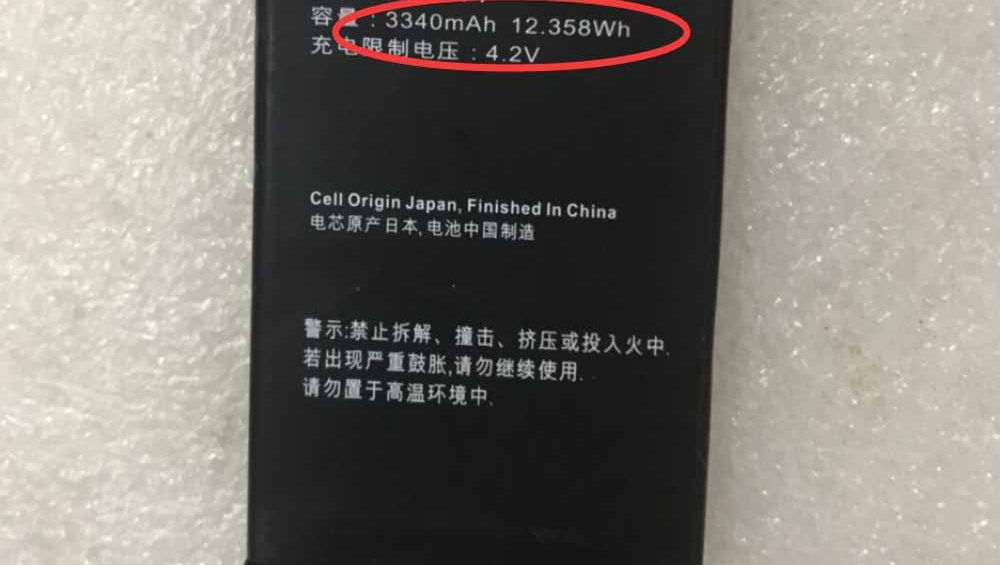 容量：3340mAh 12.358Wh
充电限制电压：4.2V
Cell Origin Japan, Finished In China
电芯原产日本,电池中国制造
警示:禁止拆解、撞击、挤压或投入火中.
若出现严重鼓胀,请勿继续使用.
请勿置于高温环境中.